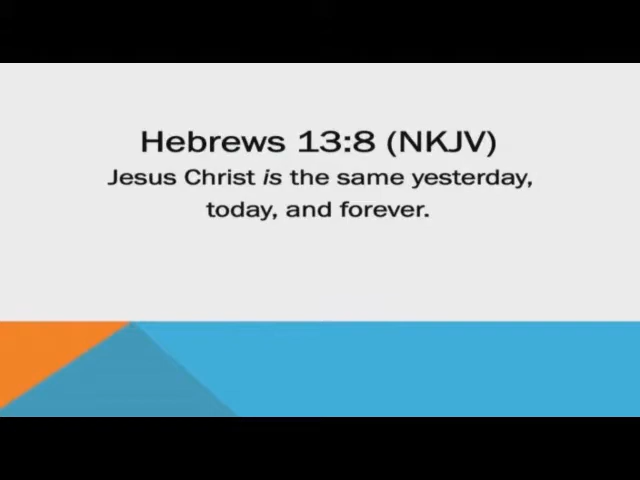 Hebrews 13:8 (NKJV)
Jesus Christ is the same yesterday,
today, and forever.